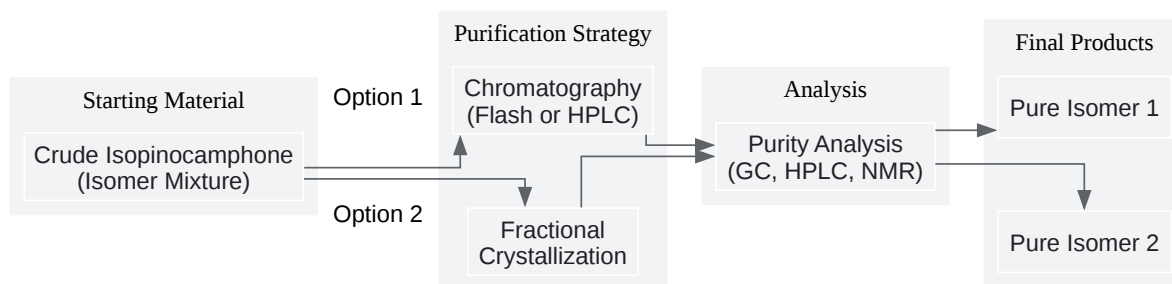 Starting Material
Crude Isopinocamphone
(Isomer Mixture)
Option 1
Option 2
Purification Strategy
Chromatography
(Flash or HPLC)
Fractional
Crystallization
Analysis
Purity Analysis
(GC, HPLC, NMR)
Final Products
Pure Isomer 1
Pure Isomer 2